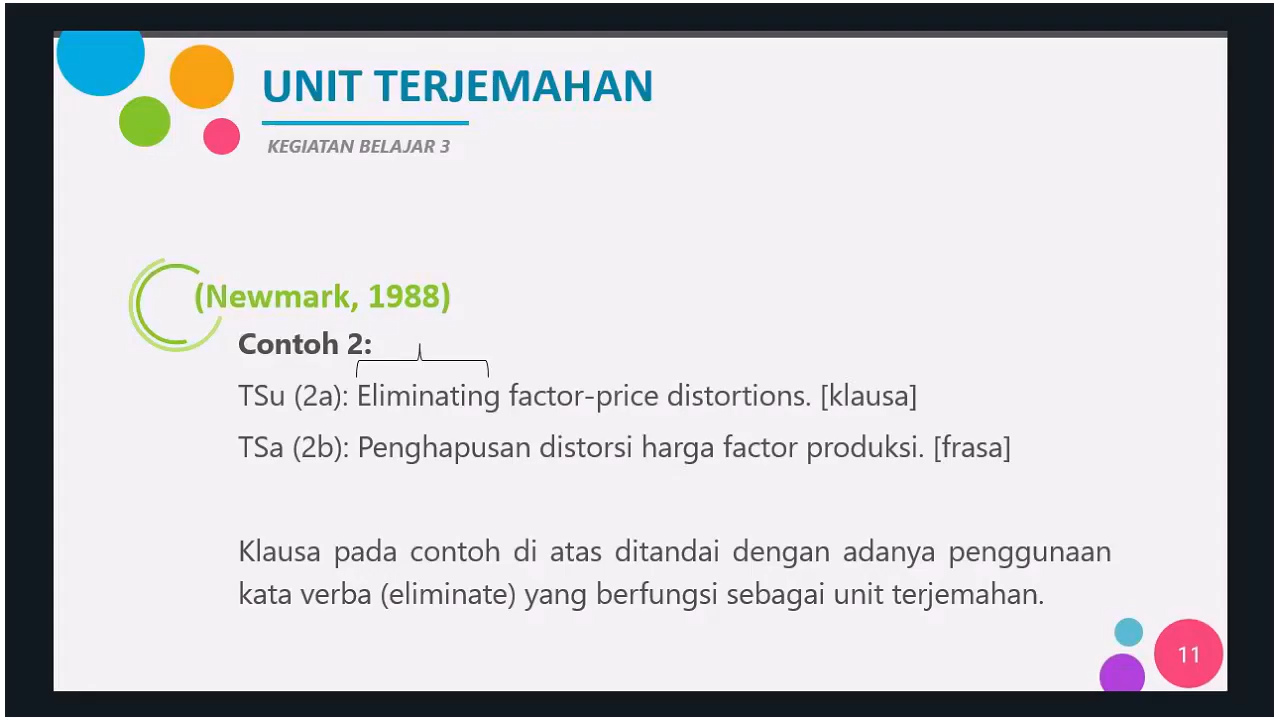 UNIT TERJEMAHAN
KEGIATAN BELAJAR 3
(Newmark, 1988)
Contoh 2:
TSu (2a): Eliminating factor-price distortions. [klausa]
TSa (2b): Penghapusan distorsi harga factor produksi. [frasa]
Klausa pada contoh di atas ditandai dengan adanya penggunaan
kata verba (eliminate) yang berfungsi sebagai unit terjemahan.
11